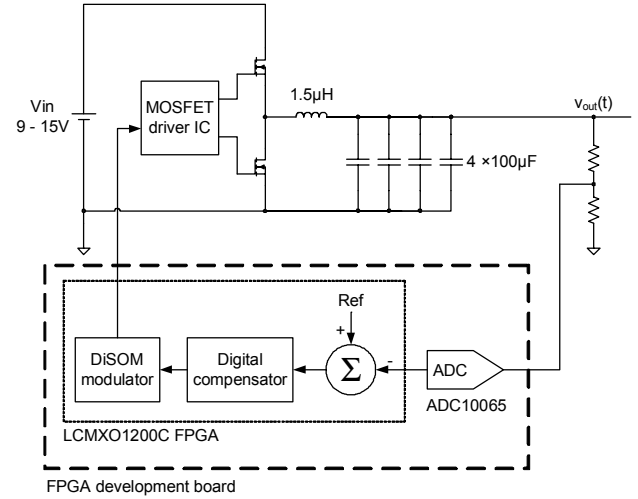 Vin
9 - 15V
MOSFET
driver IC
1.5µH
4 ×100µF
vout(t)
Ref
+
-
Σ
DiSOM
modulator
Digital
compensator
ADC
ADC10065
LCMXO1200C FPGA
FPGA development board